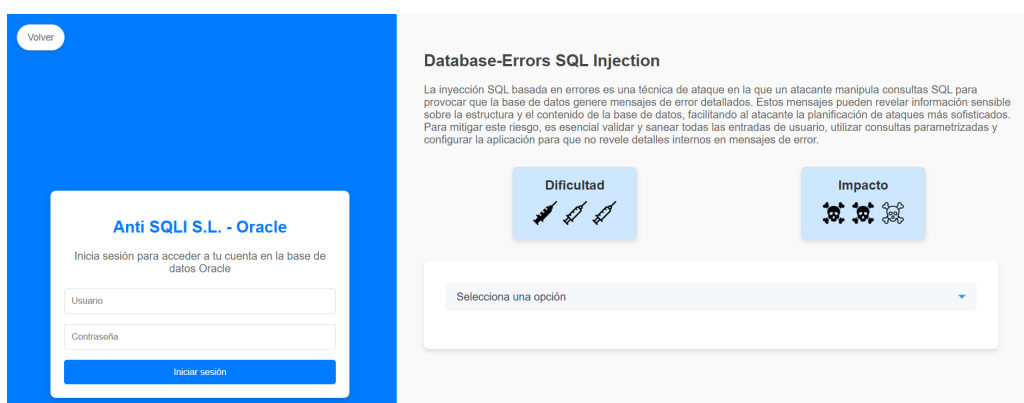 Volver
Anti SQLI S.L. - Oracle
Inicia sesión para acceder a tu cuenta en la base de
datos Oracle
Usuario
Contraseña
Iniciar sesión
Database-Errors SQL Injection
La inyección SQL basada en errores es una técnica de ataque en la que un atacante manipula consultas SQL para
provocar que la base de datos genere mensajes de error detallados. Estos mensajes pueden revelar información sensible
sobre la estructura y el contenido de la base de datos, facilitando al atacante la planificación de ataques más sofisticados.
Para mitigar este riesgo, es esencial validar y sanear todas las entradas de usuario, utilizar consultas parametrizadas y
configurar la aplicación para que no revele detalles internos en mensajes de error.
Dificultad
Impacto
Selecciona una opción